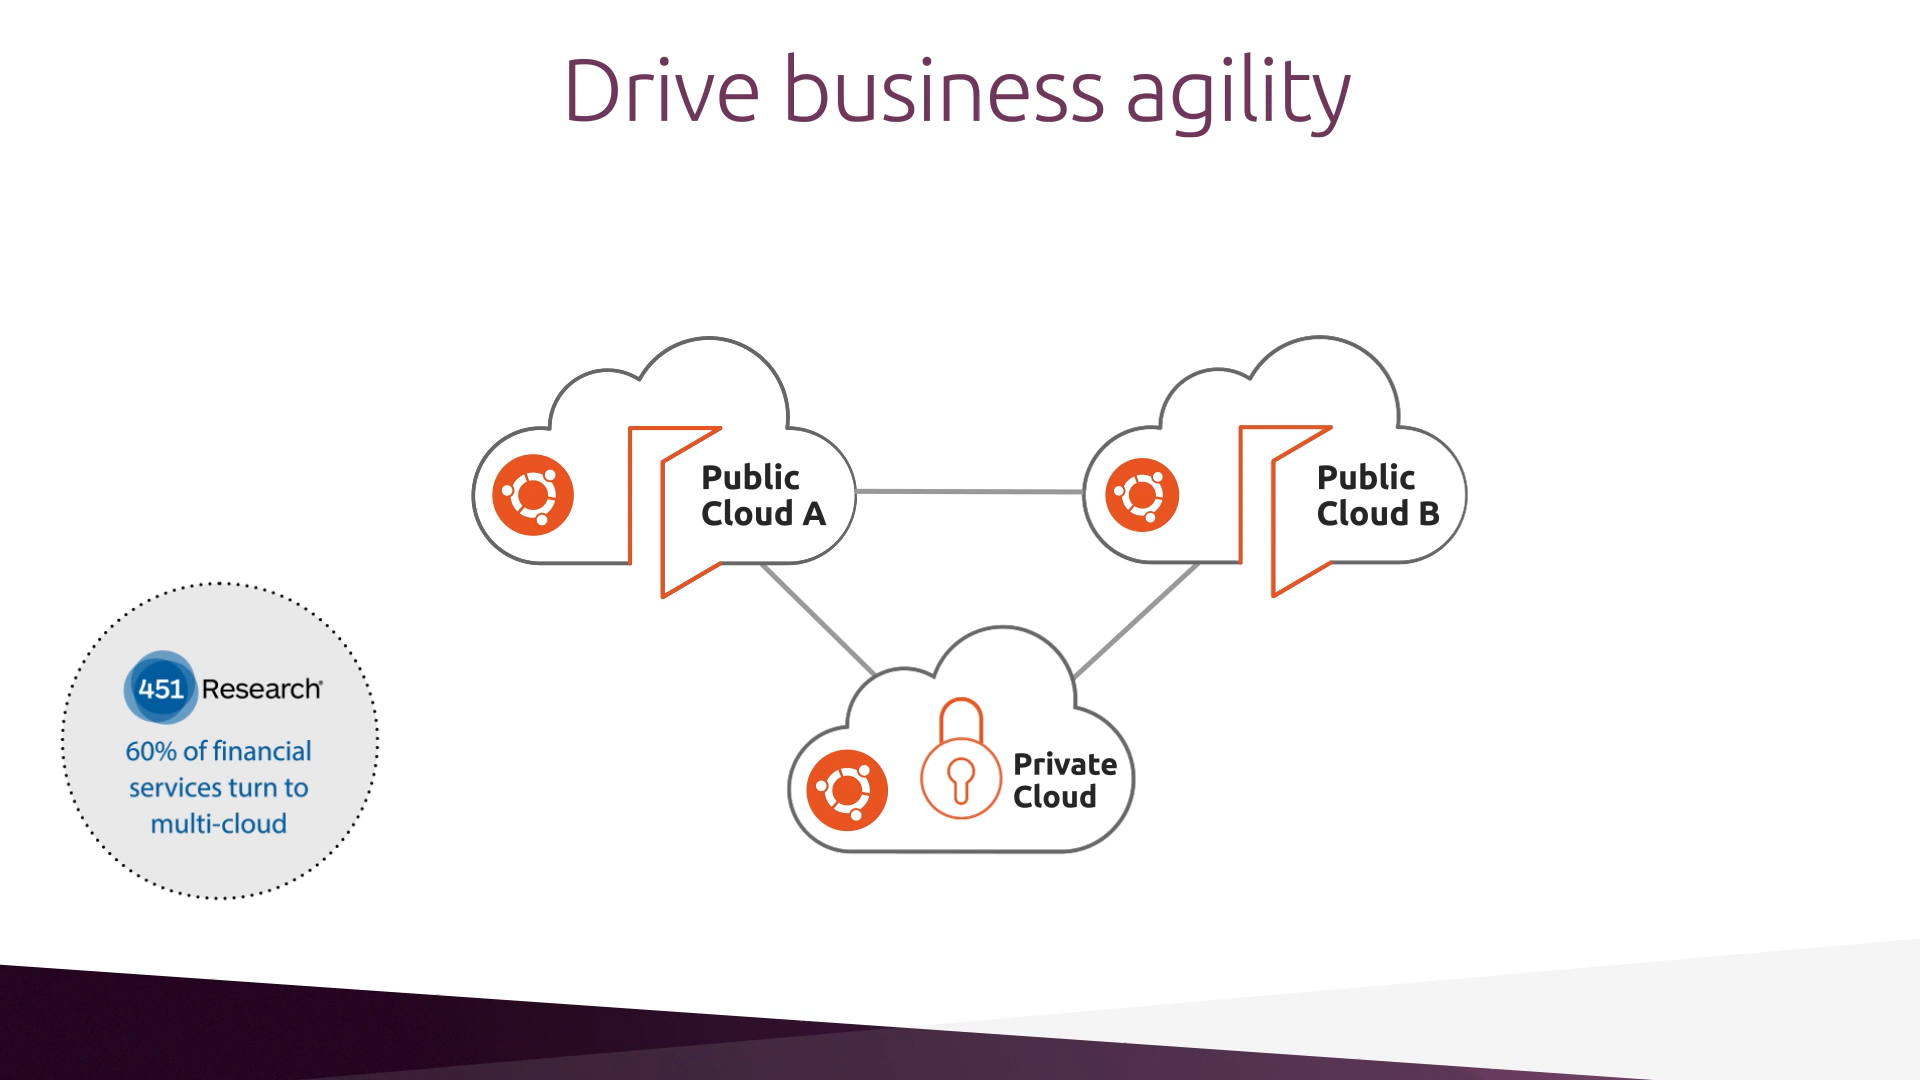 Drive business agility
Public
Cloud A
Public
Cloud B
Private
Cloud
451 Research®
60% of financial
services turn to
multi-cloud